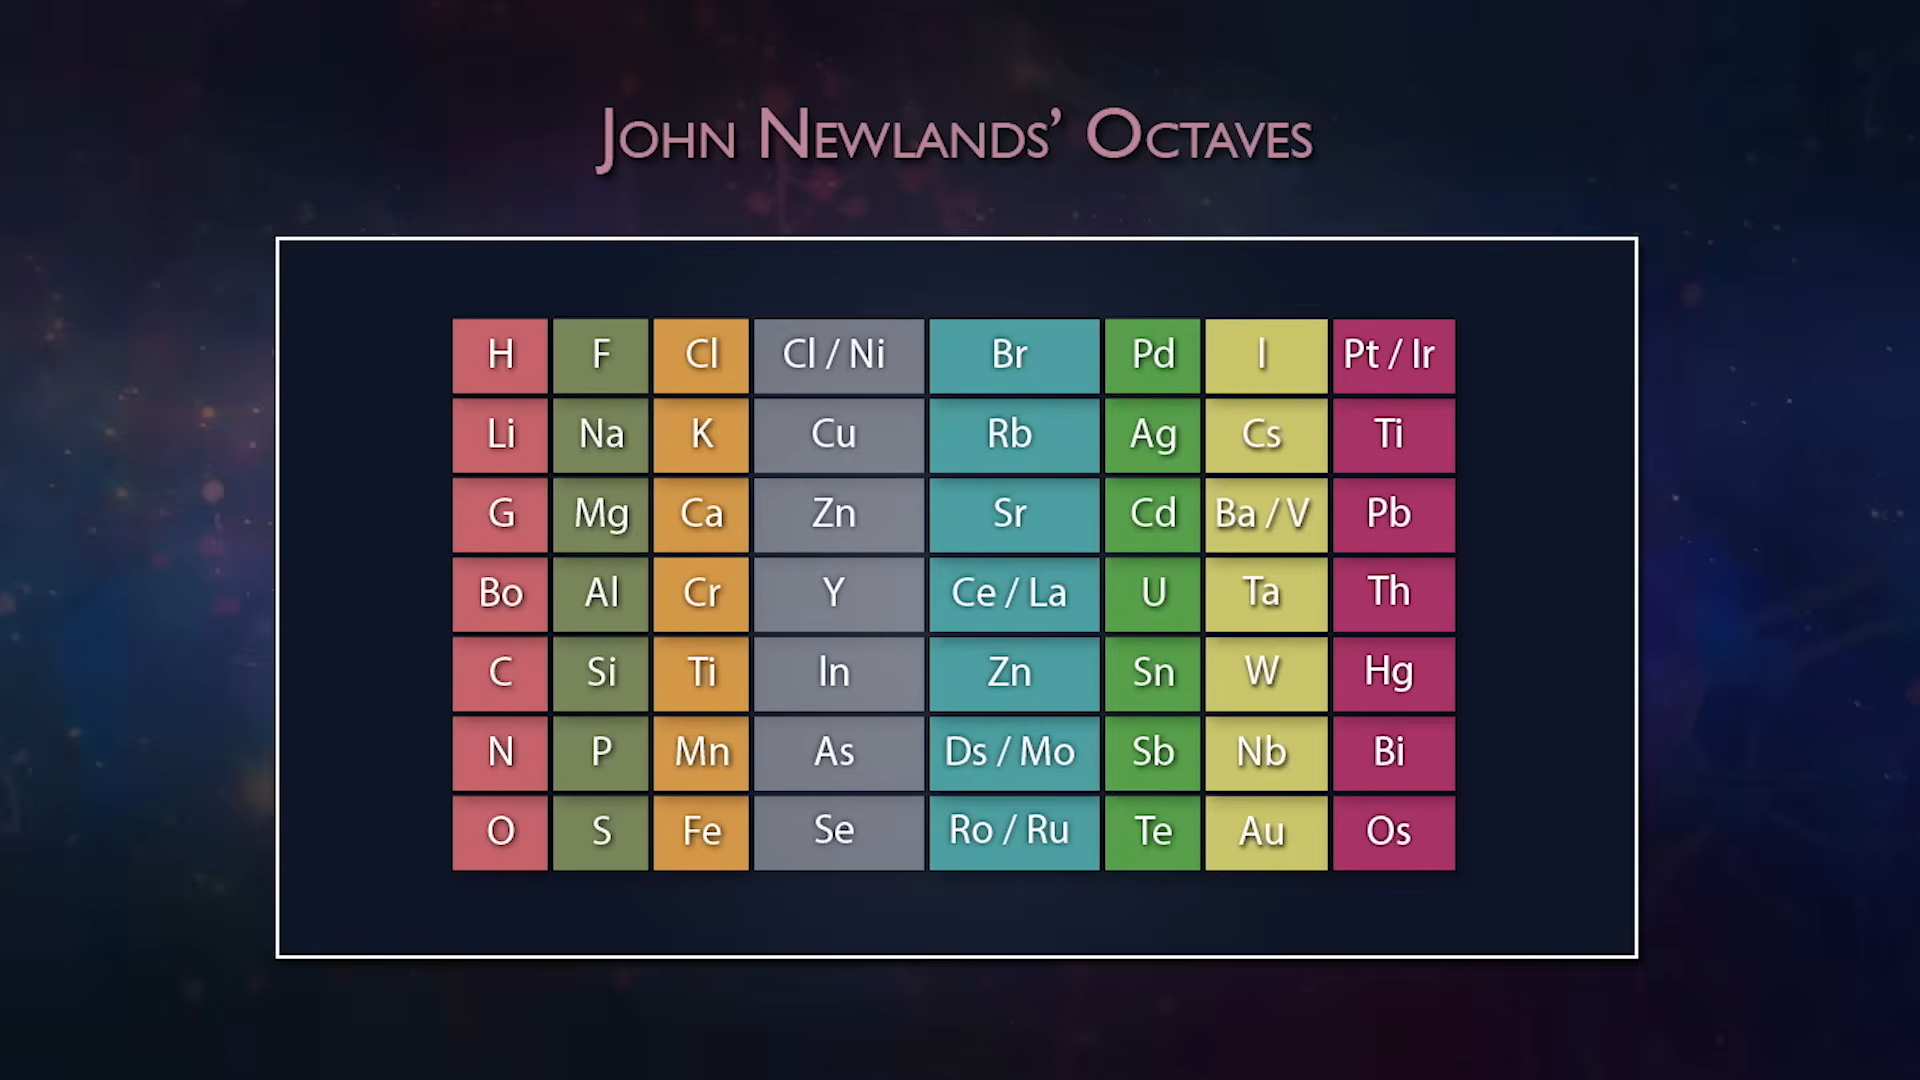 John Newlands’ Octaves
H F Cl Cl / Ni Br Pd I Pt / Ir
Li Na K Cu Rb Ag Cs Ti
G Mg Ca Zn Sr Cd Ba / V Pb
Bo Al Cr Y Ce / La U Ta Th
C Si Ti In Zn Sn W Hg
N P Mn As Ds / Mo Sb Nb Bi
O S Fe Se Ro / Ru Te Au Os